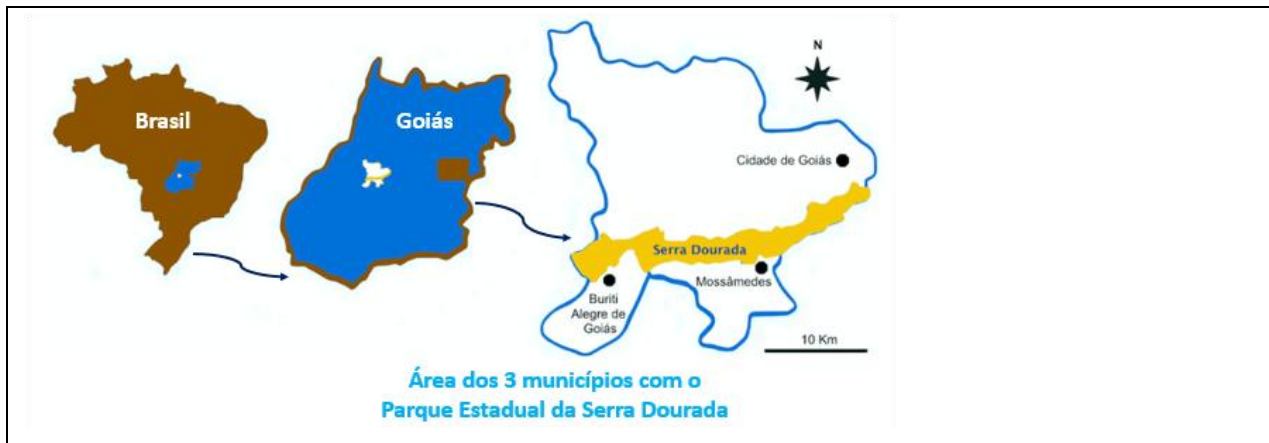 Brasil
Goiás
N
Cidade de Goiás
Serra Dourada
Mossâmedes
Buriti
Alegre de
Goiás
10 Km
Área dos 3 municípios com o
Parque Estadual da Serra Dourada